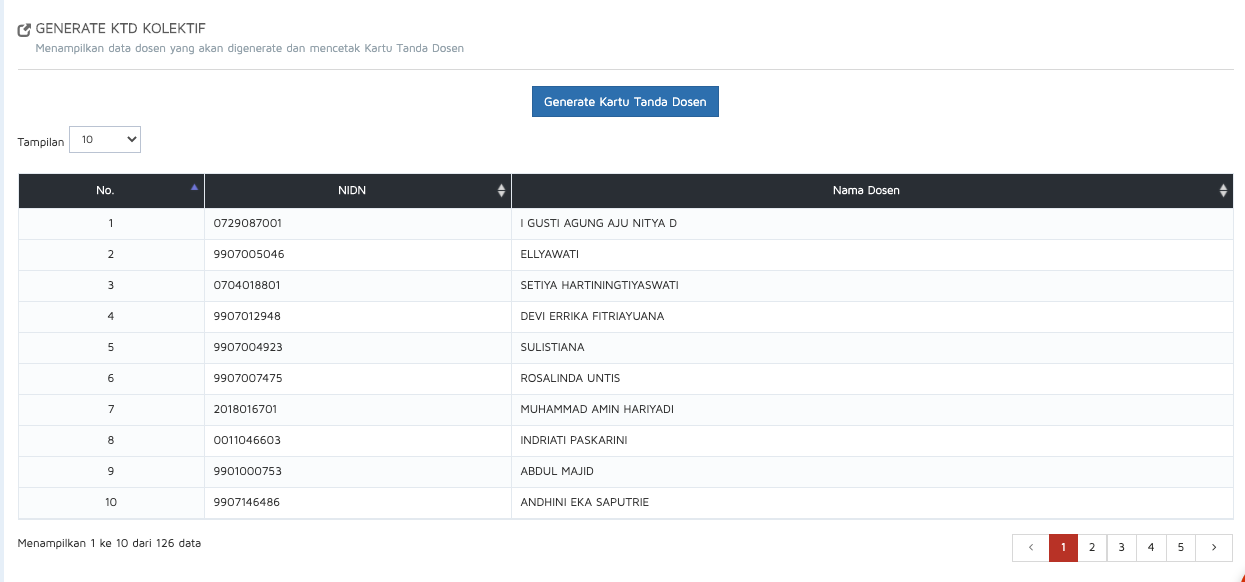 GENERATE KTD KOLEKTIF
Menampilkan data dosen yang akan digenerate dan mencetak Kartu Tanda Dosen
Generate Kartu Tanda Dosen
Tampilan 10
No. NIDN Nama Dosen
1 0729087001 I GUSTI AGUNG AJU NITYA D
2 9907005046 ELLYAWATI
3 0704018801 SETIYA HARTININGTIYASWATI
4 9907012948 DEVI ERRIKA FITRIAYUANA
5 9907004923 SULISTIANA
6 9907007475 ROSALINDA UNTIS
7 2018016701 MUHAMMAD AMIN HARIYADI
8 0011046603 INDRIATI PASKARINI
9 9901000753 ABDUL MAJID
10 9907146486 ANDHINI EKA SAPUTRIE
Menampilkan 1 ke 10 dari 126 data
< 1 2 3 4 5 >